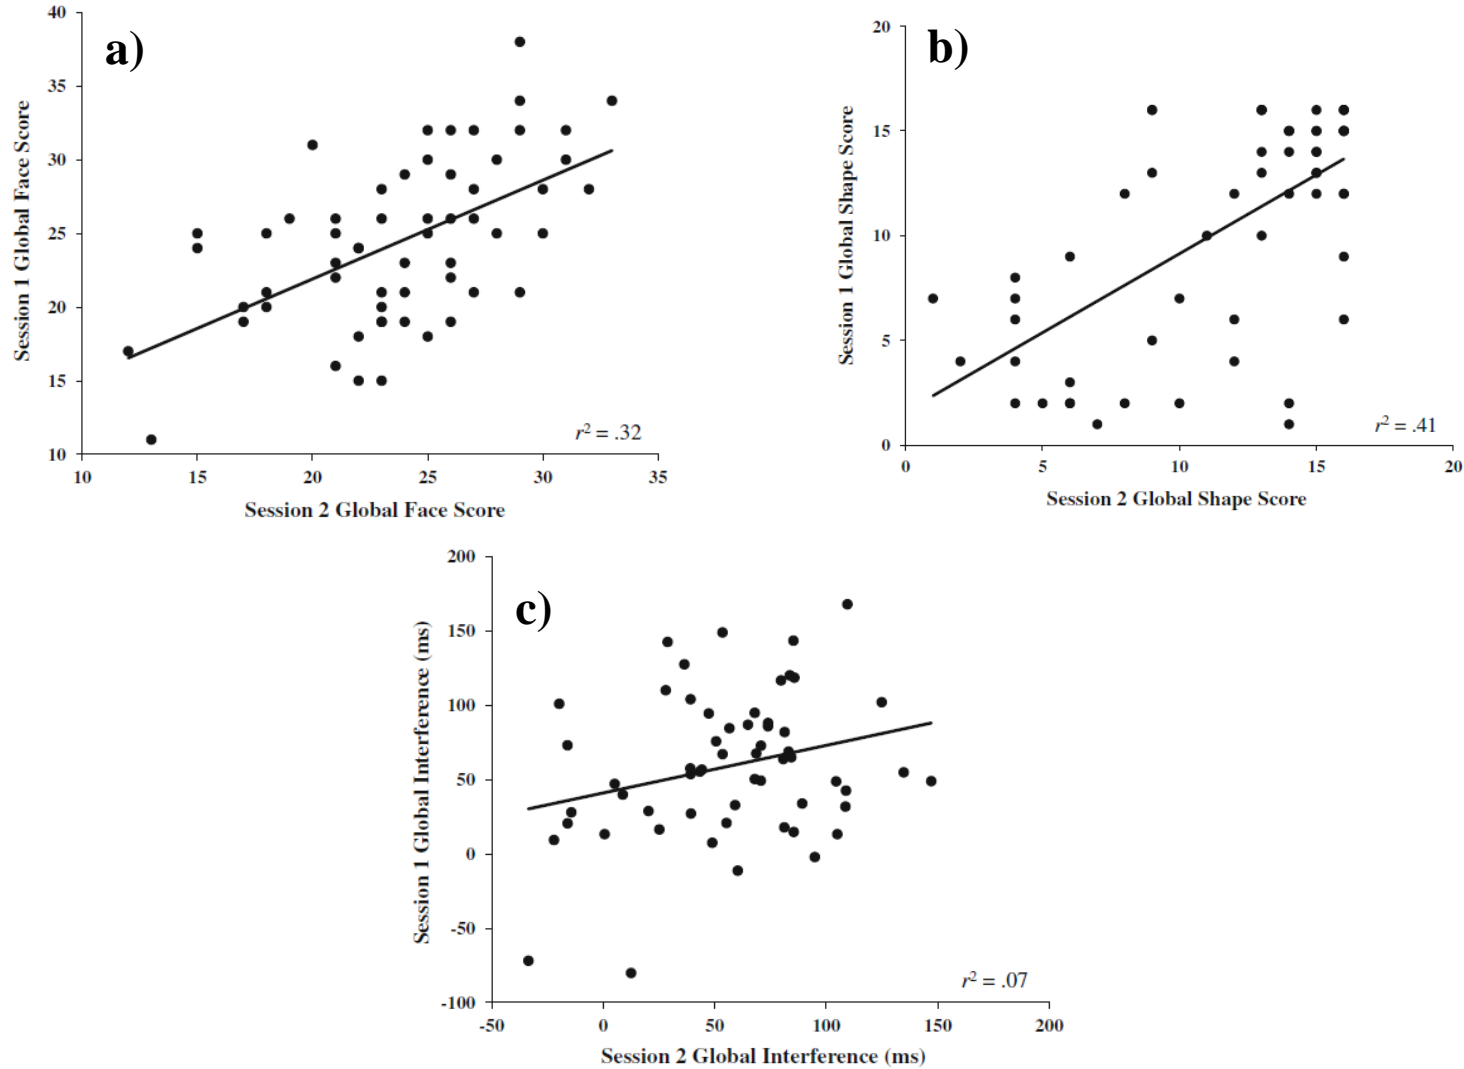 a)
40
35
30
25
20
15
10
Session 1 Global Face Score
r² = .32
10 15 20 25 30 35
Session 2 Global Face Score
b)
20
15
10
5
0
Session 1 Global Shape Score
r² = .41
0 5 10 15 20
Session 2 Global Shape Score
c)
200
150
100
50
0
-50
-100
Session 1 Global Interference (ms)
r² = .07
-50 0 50 100 150 200
Session 2 Global Interference (ms)